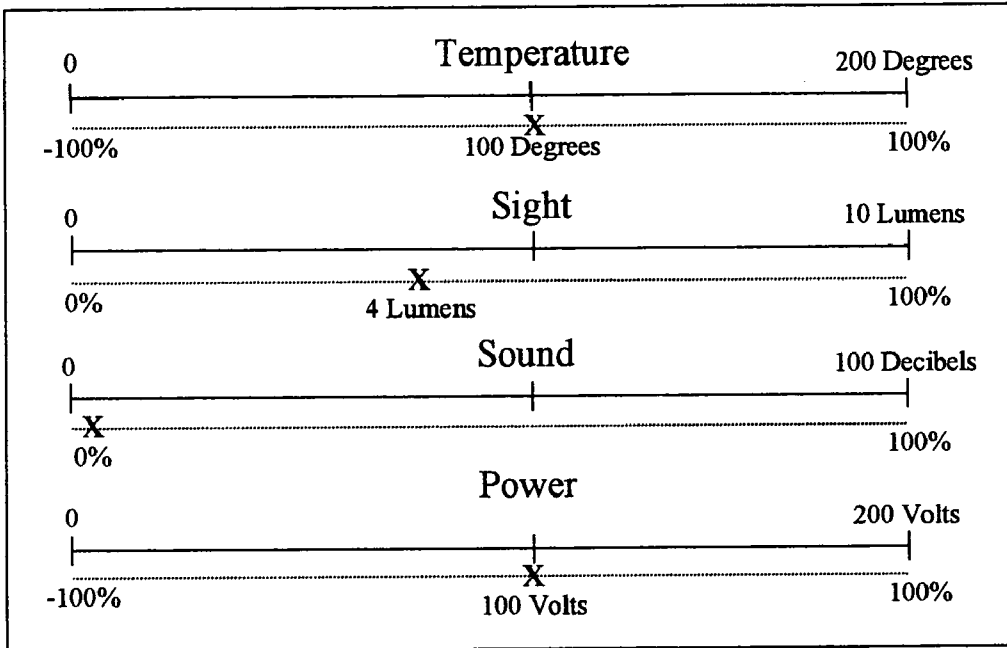 Temperature
0 200 Degrees
X
-100% 100 Degrees 100%
Sight
0 10 Lumens
X
0% 4 Lumens 100%
Sound
0 100 Decibels
X
0% 100%
Power
0 200 Volts
X
-100% 100 Volts 100%